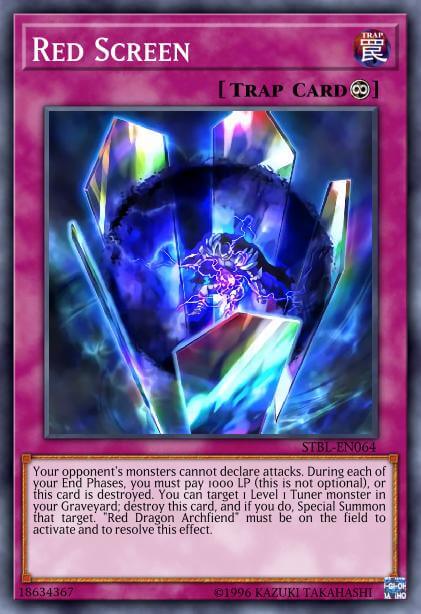 Red Screen
TRAP
罠
[Trap Card]
STBL-EN064
Your opponent's monsters cannot declare attacks. During each of
your End Phases, you must pay 1000 LP (this is not optional), or
this card is destroyed. You can target 1 Level 1 Tuner monster in
your Graveyard; destroy this card, and if you do, Special Summon
that target. "Red Dragon Archfiend" must be on the field to
activate and to resolve this effect.
18634367
©1996 KAZUKI TAKAHASHI